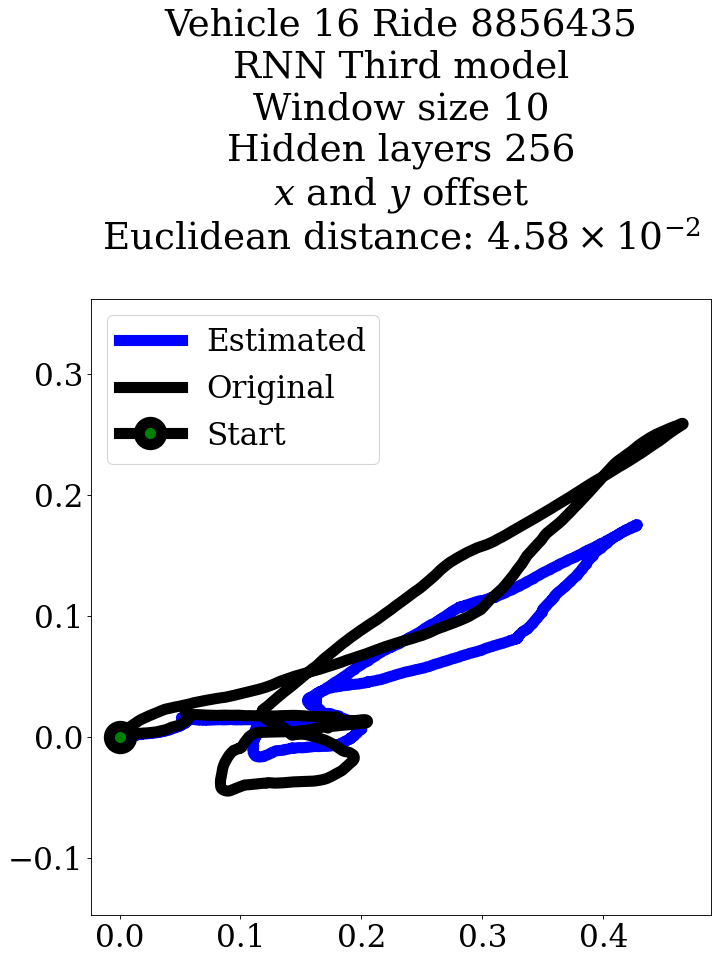 Vehicle 16 Ride 8856435
RNN Third model
Window size 10
Hidden layers 256
x and y offset
Euclidean distance: 4.58 × 10⁻²
Estimated
Original
Start
0.3
0.2
0.1
0.0
−0.1
0.0 0.1 0.2 0.3 0.4